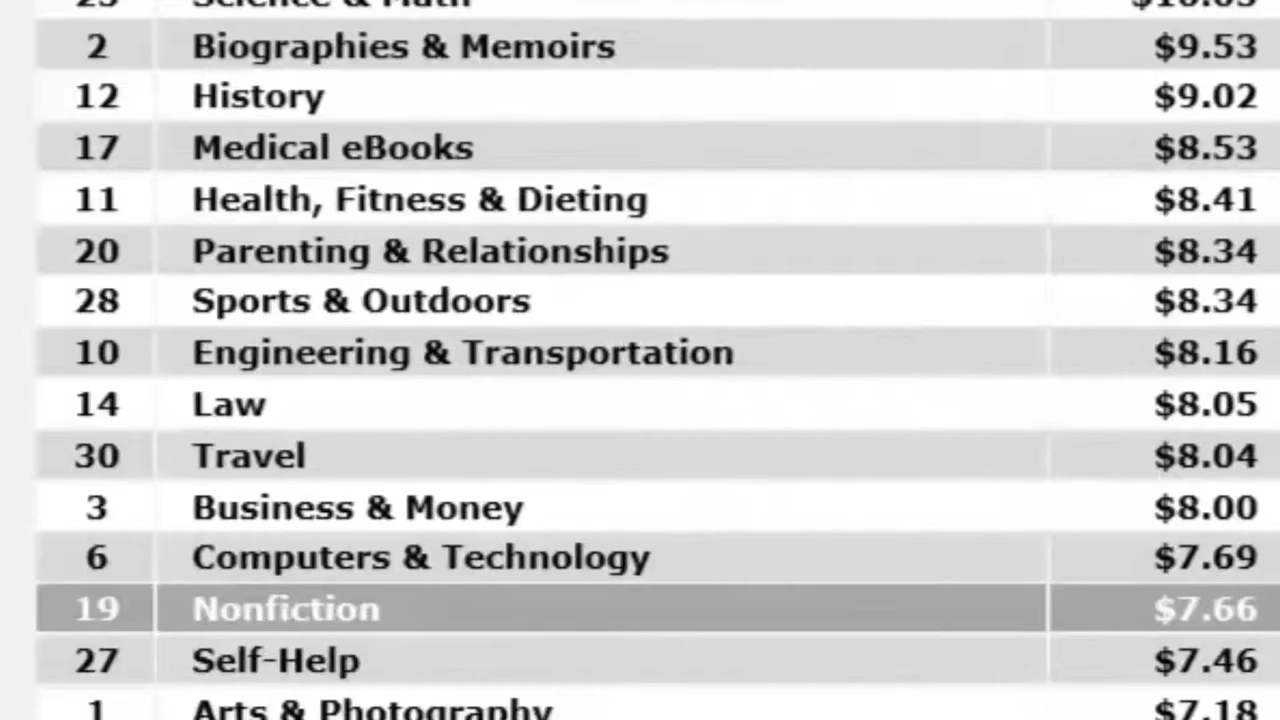 Science & Math
2 Biographies & Memoirs $9.53
12 History $9.02
17 Medical eBooks $8.53
11 Health, Fitness & Dieting $8.41
20 Parenting & Relationships $8.34
28 Sports & Outdoors $8.34
10 Engineering & Transportation $8.16
14 Law $8.05
30 Travel $8.04
3 Business & Money $8.00
6 Computers & Technology $7.69
19 Nonfiction $7.66
27 Self-Help $7.46
1 Arts & Photography $7.18